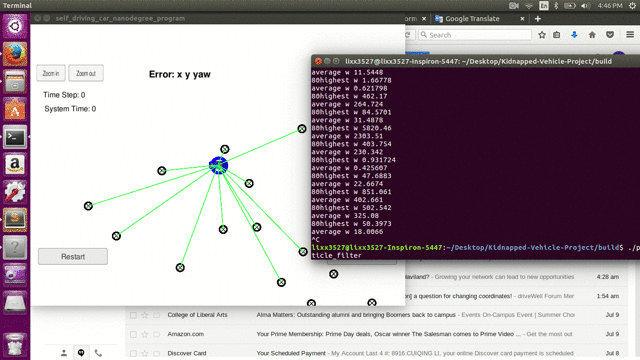 Terminal
En
4:46 PM
self_driving_car_nanodegree_program
Google Translate
Search
Zoom in
Zoom out
Error: x y yaw
Time Step: 0
System Time: 0
Restart
lixx3527@lixx3527-Inspiron-5447: ~/Desktop/Kidnapped-Vehicle-Project/build
average w 11.5448
80highest w 1.66778
average w 0.621798
80highest w 462.17
average w 264.724
80highest w 84.5701
average w 31.4878
80highest w 5820.46
average w 2303.51
80highest w 403.754
average w 230.342
80highest w 0.931724
average w 0.425607
80highest w 47.6883
average w 22.6674
80highest w 851.061
average w 402.661
80highest w 502.542
average w 325.08
80highest w 50.3973
average w 18.0066
^C
lixx3527@lixx3527-Inspiron-5447:~/Desktop/Kidnapped-Vehicle-Project/build$ ./p
ticle_filter
- Growing your network can lead to new opportunities
4:28 am
] a question for changing coordinates! - driveWell Forum
Jul 9
College of Liberal Arts
Alma Matters: Outstanding alumni and bringing Boomers back to campus - Events On-Campus Event | Summer
Jul 9
Amazon.com
Your Prime Membership: Prime Day deals, Oscar winner The Salesman comes to Prime Video ... - Get the most out
Jul 9
Discover Card
Your Scheduled Payment - My Account Last 4 #: 8916 CUIQING LI, your online Discover card payment is scheduled